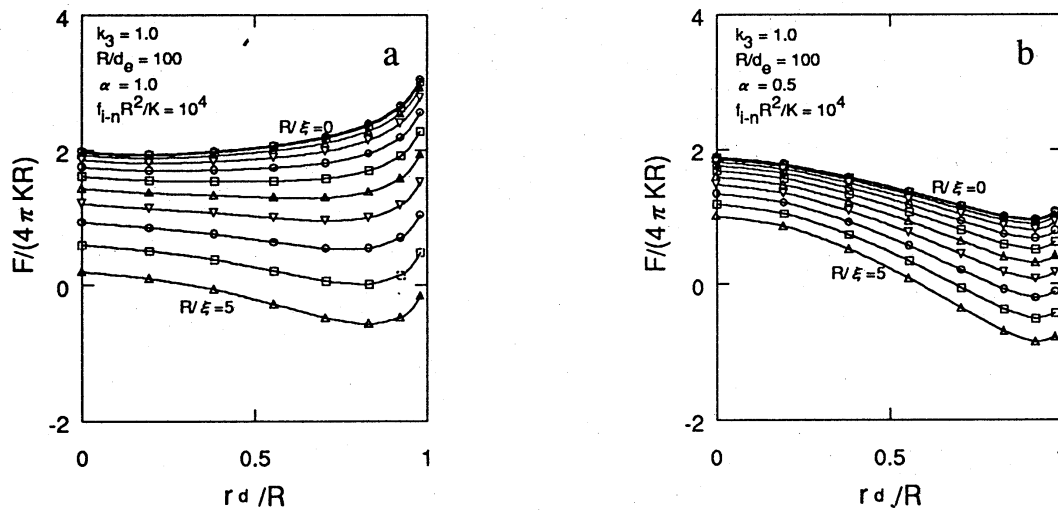 4
2
0
-2
0
0.5
1
F/(4 π KR)
r d /R
k3 = 1.0
R/de = 100
α = 1.0
fi-nR²/K = 10⁴
a
R/ξ=0
R/ξ=5
4
2
0
-2
0
0.5
1
F/(4 π KR)
r d /R
k3 = 1.0
R/de = 100
α = 0.5
fi-nR²/K = 10⁴
b
R/ξ=0
R/ξ=5